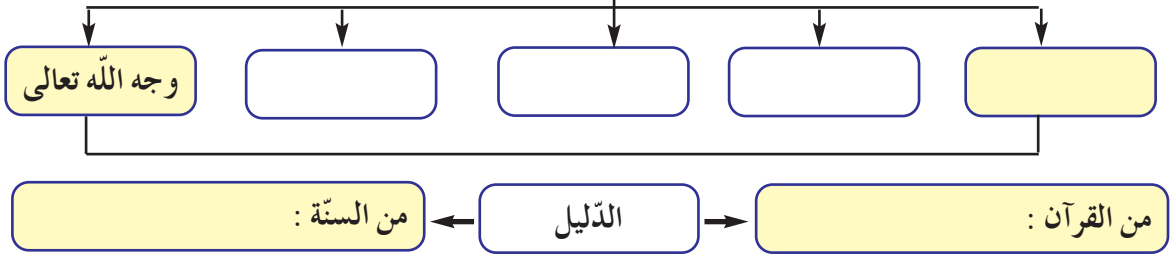 وجه اللّه تعالى
من القرآن :
الدّليل
من السنّة :